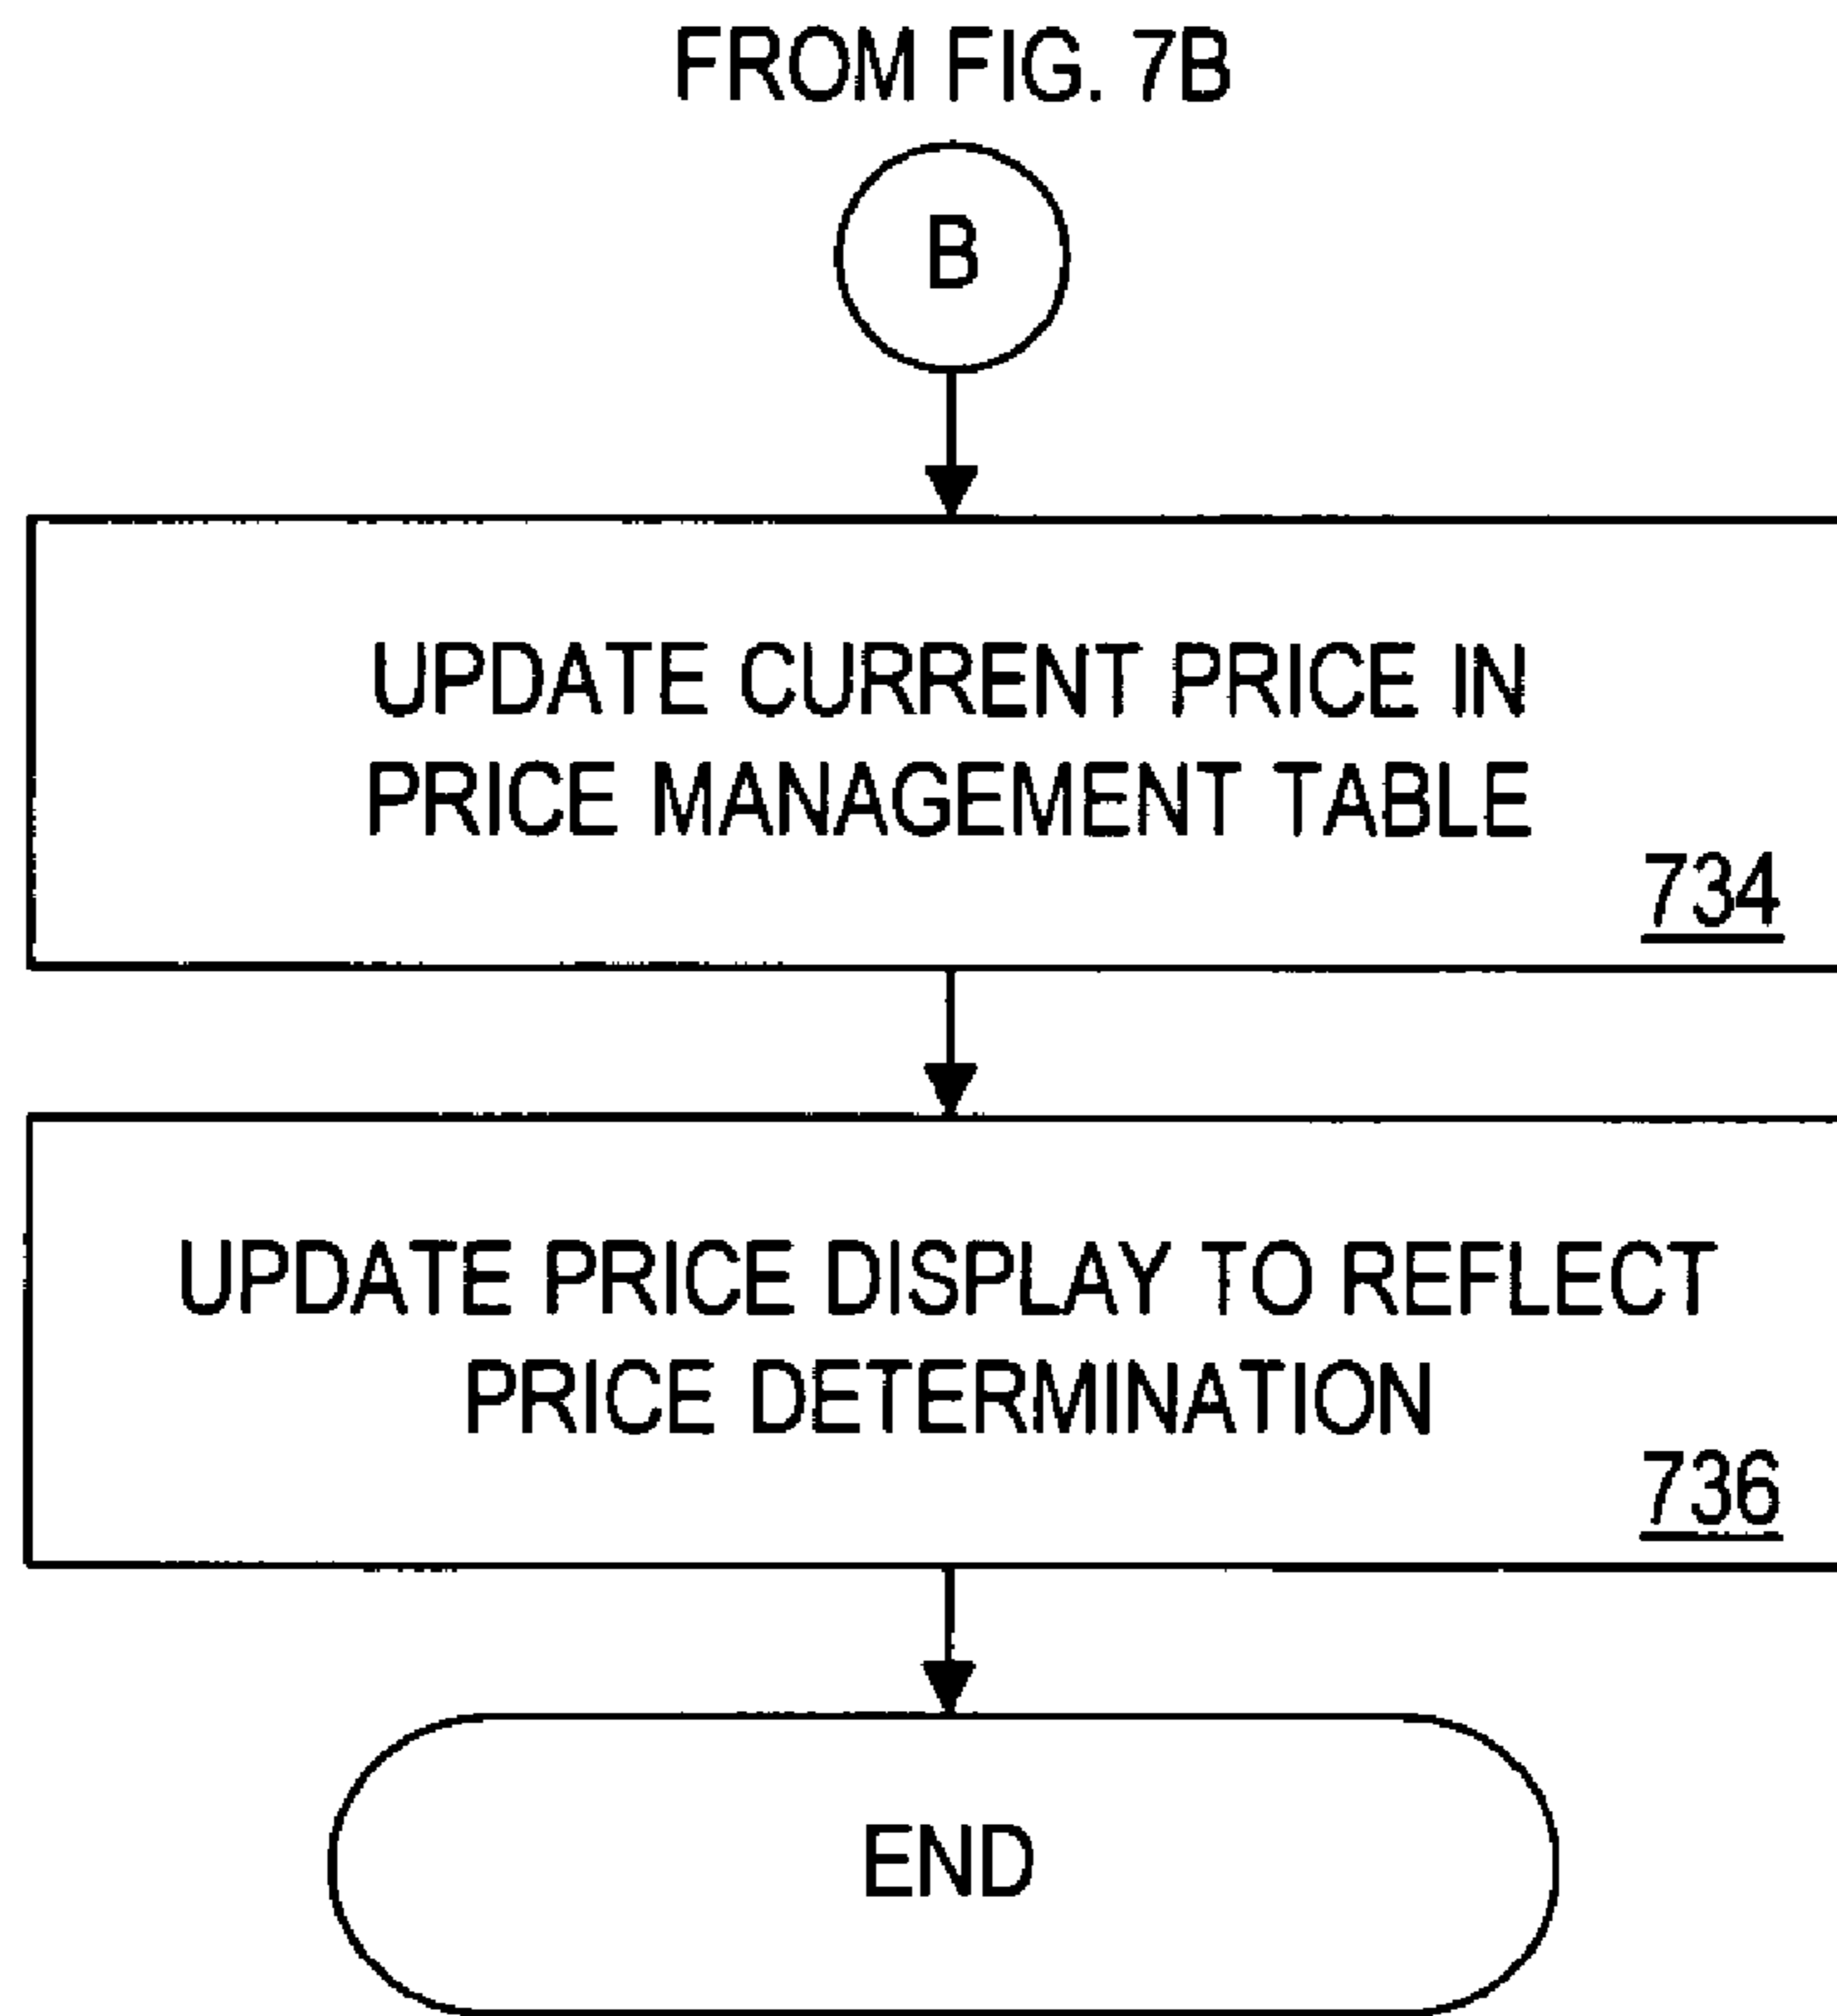 FROM FIG. 7B
B
UPDATE CURRENT PRICE IN
PRICE MANAGEMENT TABLE
734
UPDATE PRICE DISPLAY TO REFLECT
PRICE DETERMINATION
736
END